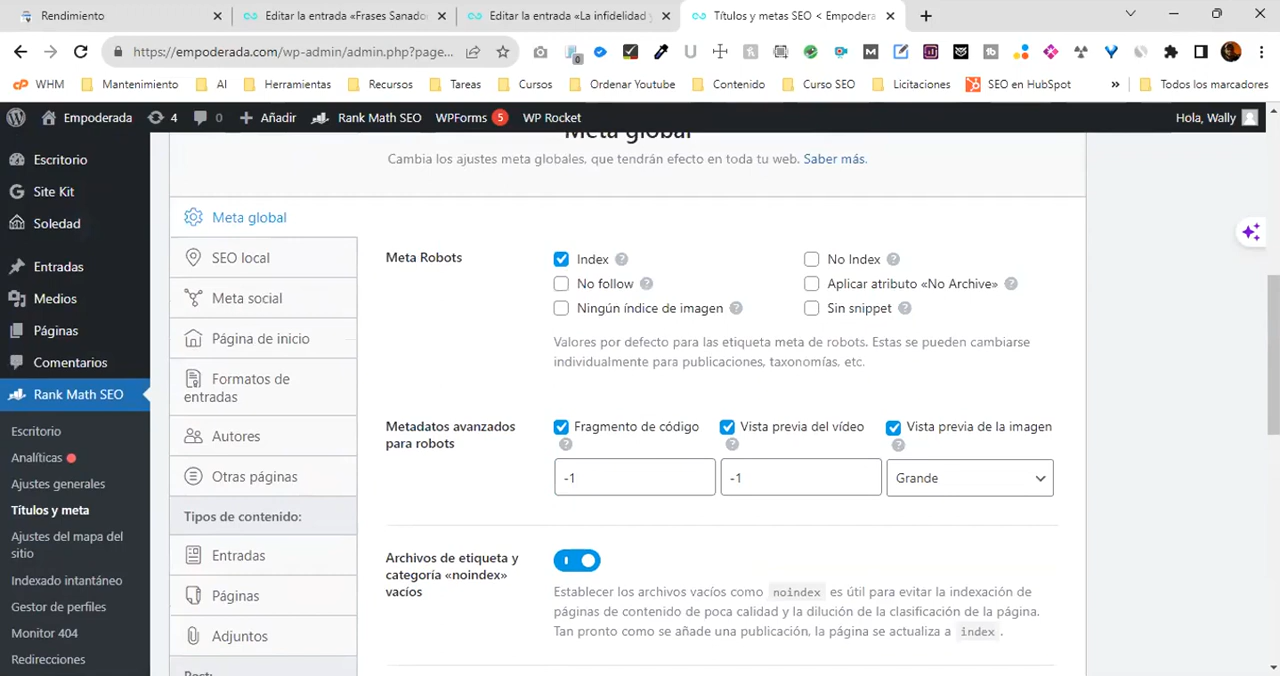 Rendimiento
Editar la entrada «Frases Sanado
Editar la entrada «La infidelidad y
Títulos y metas SEO < Empodera
https://empoderada.com/wp-admin/admin.php?page...
WHM
Mantenimiento
AI
Herramientas
Recursos
Tareas
Cursos
Ordenar Youtube
Contenido
Curso SEO
Licitaciones
SEO en HubSpot
»
Todos los marcadores
Empoderada
4
0
Añadir
Rank Math SEO
WPForms 5
WP Rocket
Hola, Wally
Escritorio
Site Kit
Soledad
Entradas
Medios
Páginas
Comentarios
Rank Math SEO
Escritorio
Analíticas
Ajustes generales
Títulos y meta
Ajustes del mapa del
sitio
Indexado intantáneo
Gestor de perfiles
Monitor 404
Redirecciones
Meta global
Cambia los ajustes meta globales, que tendrán efecto en toda tu web. Saber más.
Meta global
SEO local
Meta social
Página de inicio
Formatos de
entradas
Autores
Otras páginas
Tipos de contenido:
Entradas
Páginas
Adjuntos
Post:
Meta Robots
Index ?
No Index ?
No follow ?
Aplicar atributo «No Archive» ?
Ningún índice de imagen ?
Sin snippet ?
Valores por defecto para las etiqueta meta de robots. Estas se pueden cambiarse
individualmente para publicaciones, taxonomías, etc.
Metadatos avanzados
para robots
Fragmento de código
?
-1
Vista previa del vídeo
?
-1
Vista previa de la imagen
?
Grande
Archivos de etiqueta y
categoría «noindex»
vacíos
Establecer los archivos vacíos como noindex es útil para evitar la indexación de
páginas de contenido de poca calidad y la dilución de la clasificación de la página.
Tan pronto como se añade una publicación, la página se actualiza a index .